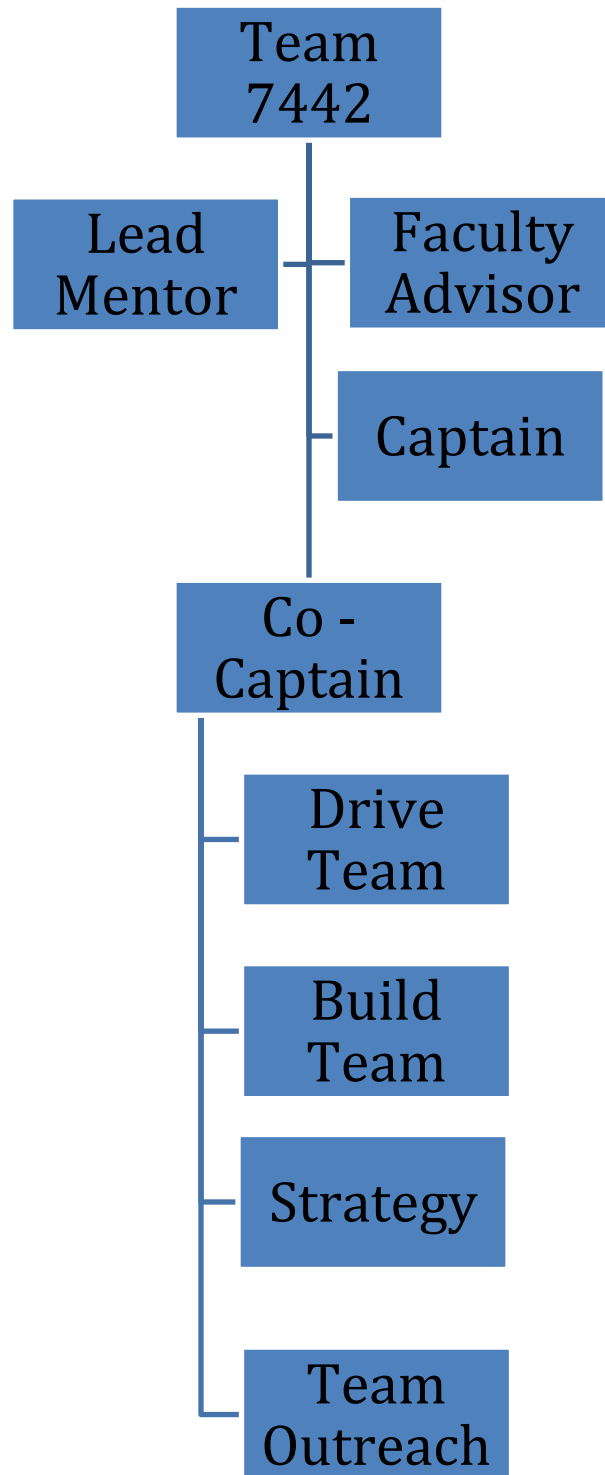 Team
7442
Lead
Mentor
Faculty
Advisor
Captain
Co -
Captain
Drive
Team
Build
Team
Strategy
Team
Outreach